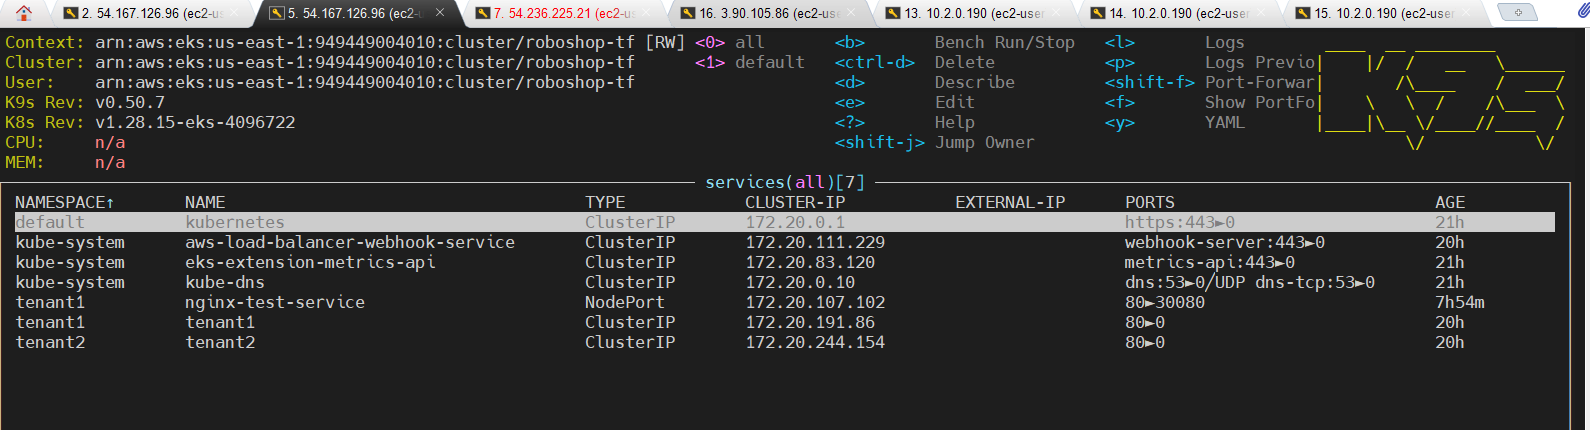 2. 54.167.126.96 (ec2-u 5. 54.167.126.96 (ec2-u 7. 54.236.225.21 (ec2-us 16. 3.90.105.86 (ec2-use 13. 10.2.0.190 (ec2-user 14. 10.2.0.190 (ec2-user 15. 10.2.0.190 (ec2-user
Context: arn:aws:eks:us-east-1:949449004010:cluster/roboshop-tf [RW] <0> all <b> Bench Run/Stop <l> Logs
Cluster: arn:aws:eks:us-east-1:949449004010:cluster/roboshop-tf <1> default <ctrl-d> Delete <p> Logs Previo
User: arn:aws:eks:us-east-1:949449004010:cluster/roboshop-tf <d> Describe <shift-f> Port-Forwar
K9s Rev: v0.50.7 <e> Edit <f> Show PortFo
K8s Rev: v1.28.15-eks-4096722 <?> Help <y> YAML
CPU: n/a <shift-j> Jump Owner
MEM: n/a
K9s
services(all)[7]
NAMESPACE↑ NAME TYPE CLUSTER-IP EXTERNAL-IP PORTS AGE
default kubernetes ClusterIP 172.20.0.1 https:443►0 21h
kube-system aws-load-balancer-webhook-service ClusterIP 172.20.111.229 webhook-server:443►0 20h
kube-system eks-extension-metrics-api ClusterIP 172.20.83.120 metrics-api:443►0 21h
kube-system kube-dns ClusterIP 172.20.0.10 dns:53►0/UDP dns-tcp:53►0 21h
tenant1 nginx-test-service NodePort 172.20.107.102 80►30080 7h54m
tenant1 tenant1 ClusterIP 172.20.191.86 80►0 20h
tenant2 tenant2 ClusterIP 172.20.244.154 80►0 20h